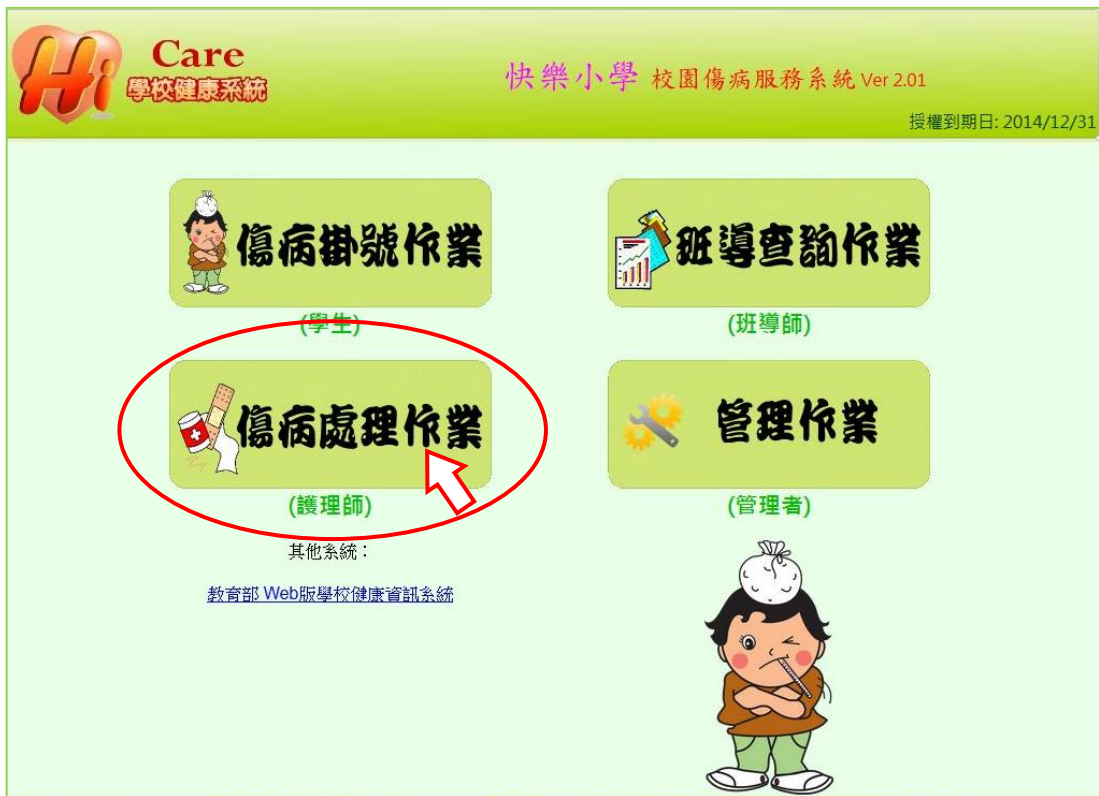 Hi Care
學校健康系統
快樂小學 校園傷病服務系統 Ver 2.01
授權到期日: 2014/12/31
傷病掛號作業
(學生)
班導查詢作業
(班導師)
傷病處理作業
(護理師)
管理作業
(管理者)
其他系統：
教育部 Web版學校健康資訊系統